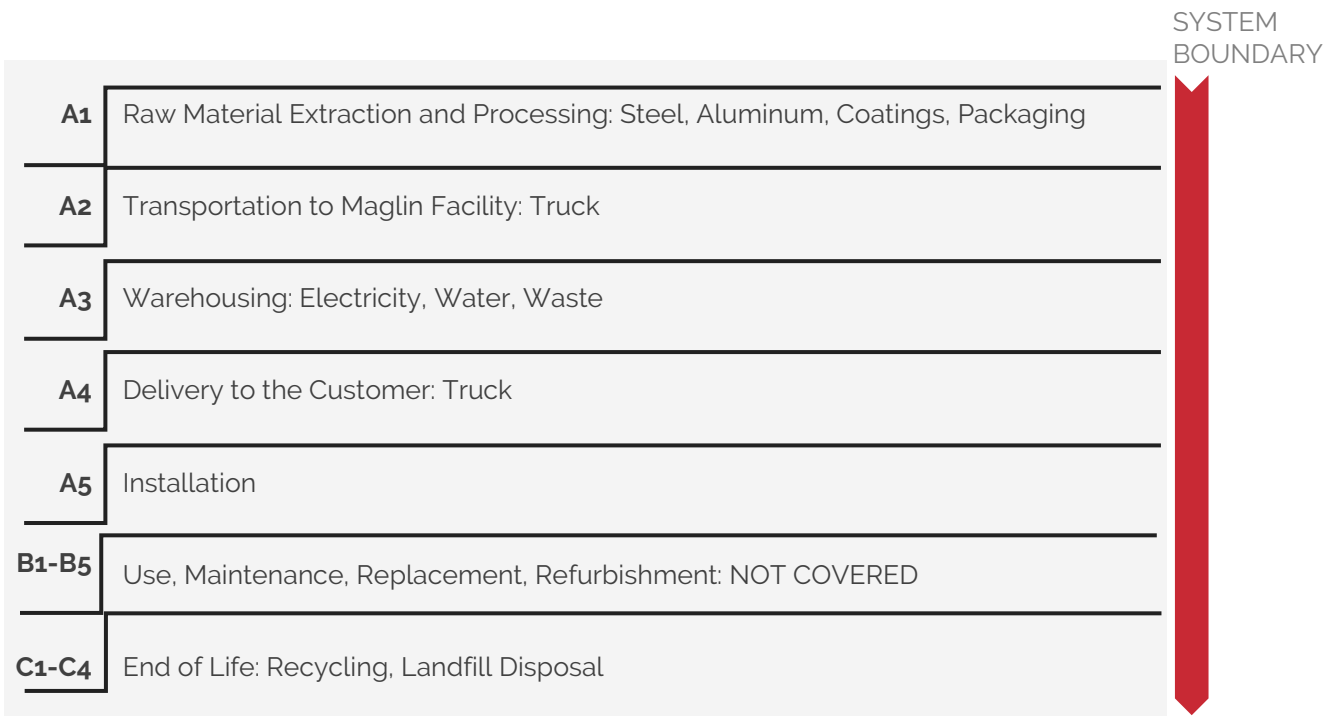 SYSTEM
BOUNDARY
A1 Raw Material Extraction and Processing: Steel, Aluminum, Coatings, Packaging
A2 Transportation to Maglin Facility: Truck
A3 Warehousing: Electricity, Water, Waste
A4 Delivery to the Customer: Truck
A5 Installation
B1-B5 Use, Maintenance, Replacement, Refurbishment: NOT COVERED
C1-C4 End of Life: Recycling, Landfill Disposal